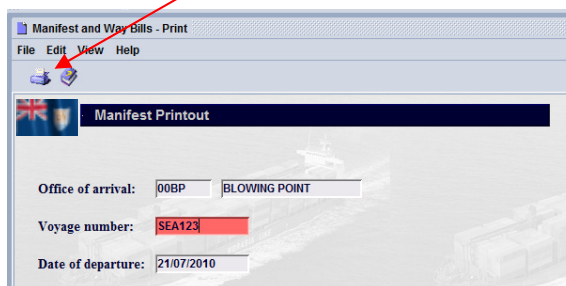 Manifest and Way Bills - Print
File Edit View Help
Manifest Printout
Office of arrival: 00BP BLOWING POINT
Voyage number: SEA123
Date of departure: 21/07/2010